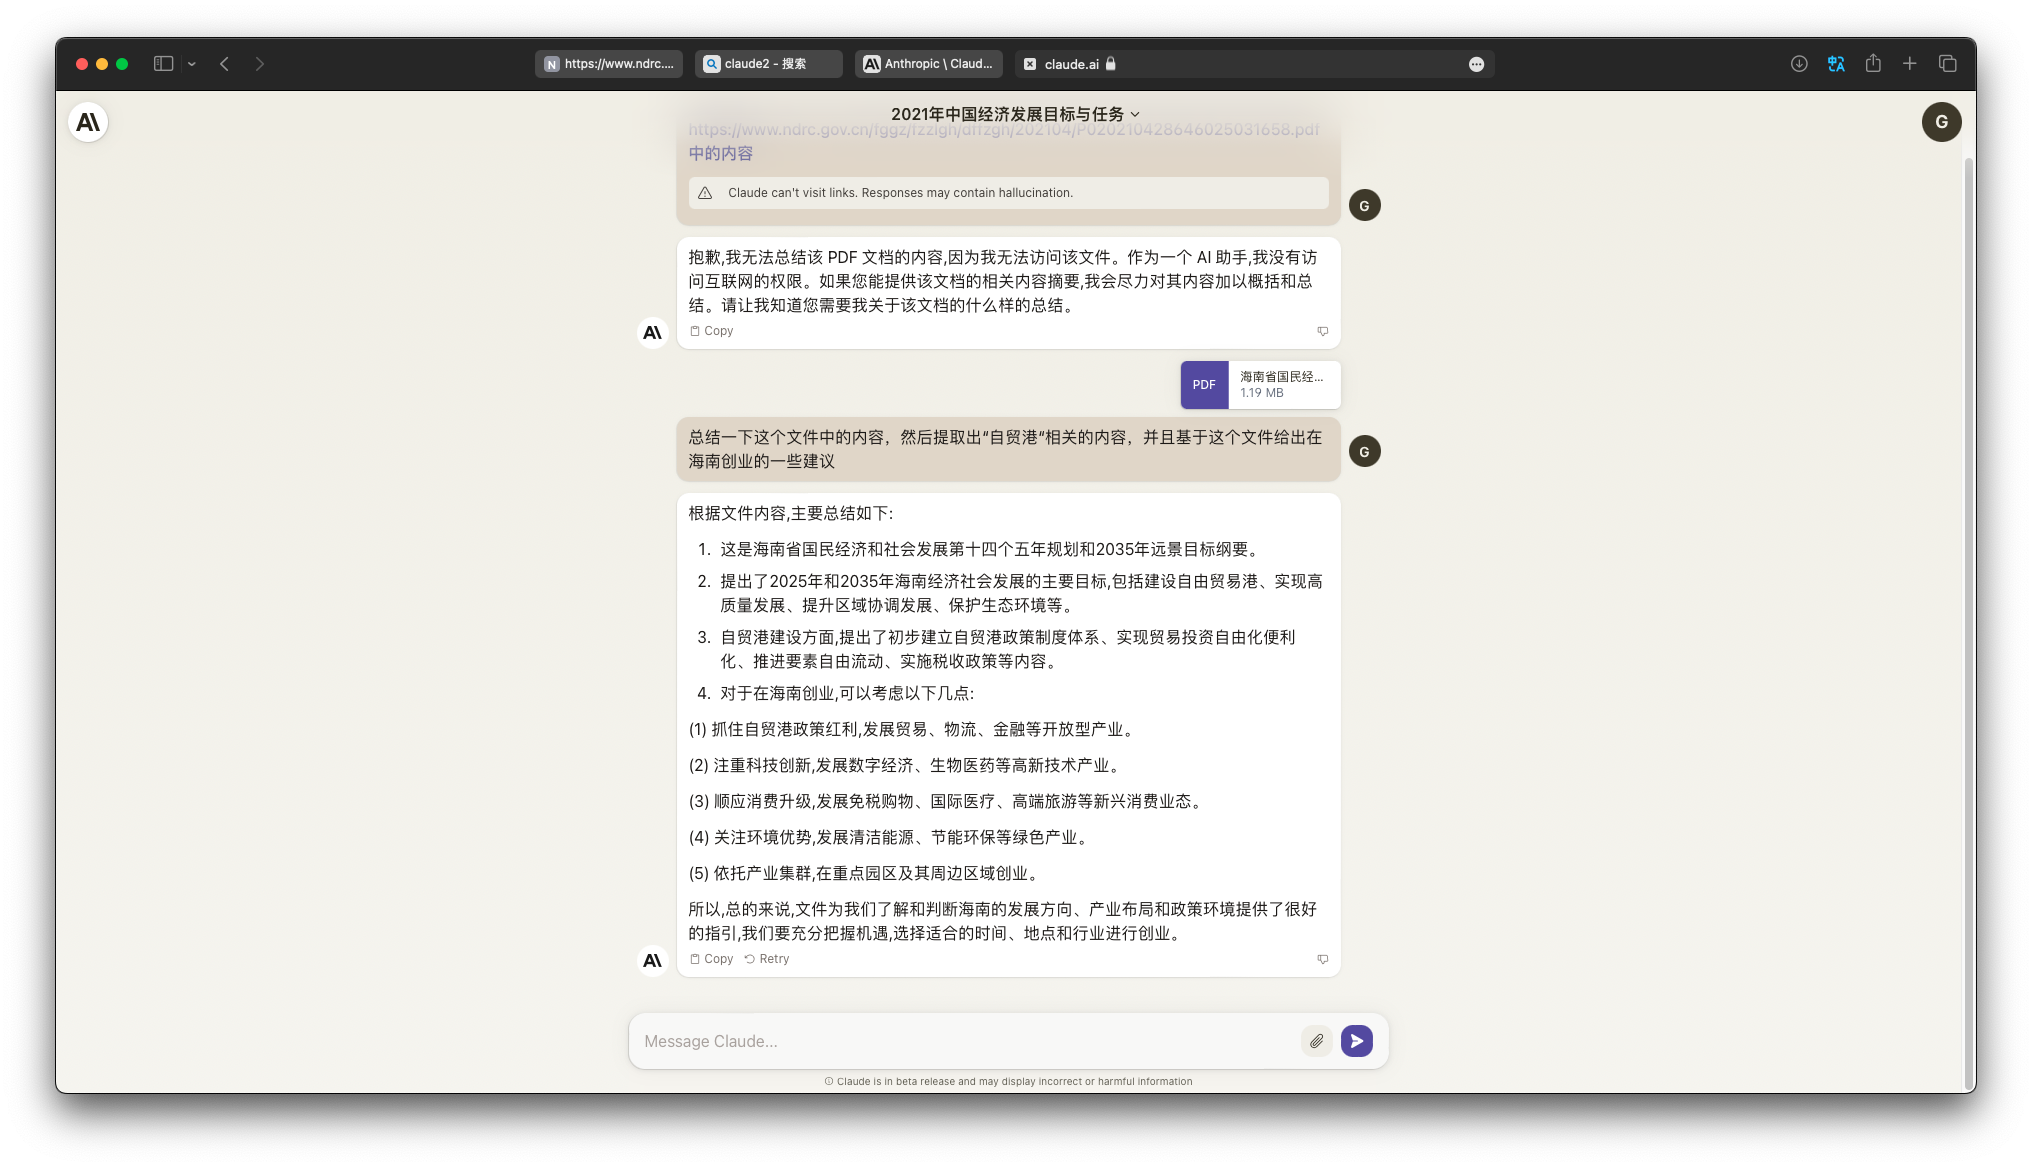 https://www.ndrc....
claude2 - 搜索
Anthropic \ Claud...
claude.ai
2021年中国经济发展目标与任务
G
https://www.ndrc.gov.cn/fggz/fzzlgh/dffzgh/202104/P020210428646025031658.pdf
中的内容
Claude can't visit links. Responses may contain hallucination.
G
抱歉,我无法总结该 PDF 文档的内容,因为我无法访问该文件。作为一个 AI 助手,我没有访
问互联网的权限。如果您能提供该文档的相关内容摘要,我会尽力对其内容加以概括和总
结。请让我知道您需要我关于该文档的什么样的总结。
Copy
PDF
海南省国民经...
1.19 MB
总结一下这个文件中的内容，然后提取出“自贸港“相关的内容，并且基于这个文件给出在
海南创业的一些建议
G
根据文件内容,主要总结如下:
1. 这是海南省国民经济和社会发展第十四个五年规划和2035年远景目标纲要。
2. 提出了2025年和2035年海南经济社会发展的主要目标,包括建设自由贸易港、实现高
质量发展、提升区域协调发展、保护生态环境等。
3. 自贸港建设方面,提出了初步建立自贸港政策制度体系、实现贸易投资自由化便利
化、推进要素自由流动、实施税收政策等内容。
4. 对于在海南创业,可以考虑以下几点:
(1) 抓住自贸港政策红利,发展贸易、物流、金融等开放型产业。
(2) 注重科技创新,发展数字经济、生物医药等高新技术产业。
(3) 顺应消费升级,发展免税购物、国际医疗、高端旅游等新兴消费业态。
(4) 关注环境优势,发展清洁能源、节能环保等绿色产业。
(5) 依托产业集群,在重点园区及其周边区域创业。
所以,总的来说,文件为我们了解和判断海南的发展方向、产业布局和政策环境提供了很好
的指引,我们要充分把握机遇,选择适合的时间、地点和行业进行创业。
Copy Retry
Message Claude...
Claude is in beta release and may display incorrect or harmful information